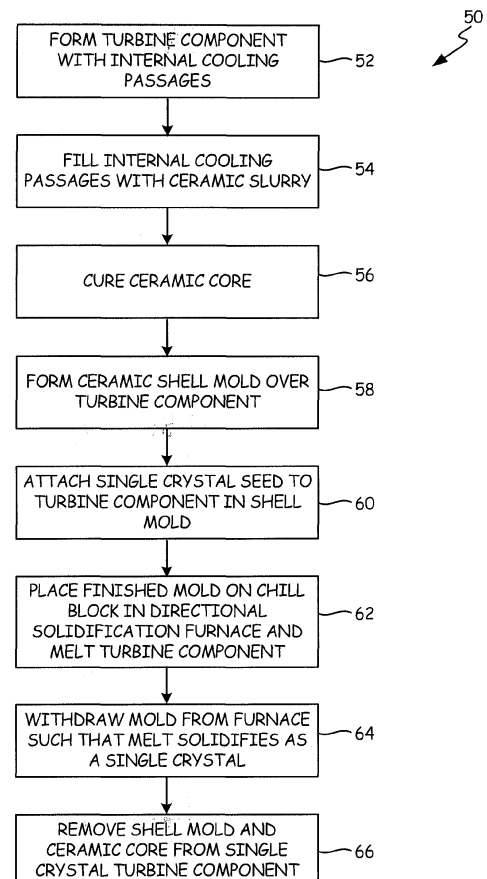 50
FORM TURBINE COMPONENT
WITH INTERNAL COOLING
PASSAGES
52
FILL INTERNAL COOLING
PASSAGES WITH CERAMIC SLURRY
54
CURE CERAMIC CORE
56
FORM CERAMIC SHELL MOLD OVER
TURBINE COMPONENT
58
ATTACH SINGLE CRYSTAL SEED TO
TURBINE COMPONENT IN SHELL
MOLD
60
PLACE FINISHED MOLD ON CHILL
BLOCK IN DIRECTIONAL
SOLIDIFICATION FURNACE AND
MELT TURBINE COMPONENT
62
WITHDRAW MOLD FROM FURNACE
SUCH THAT MELT SOLIDIFIES AS
A SINGLE CRYSTAL
64
REMOVE SHELL MOLD AND
CERAMIC CORE FROM SINGLE
CRYSTAL TURBINE COMPONENT
66